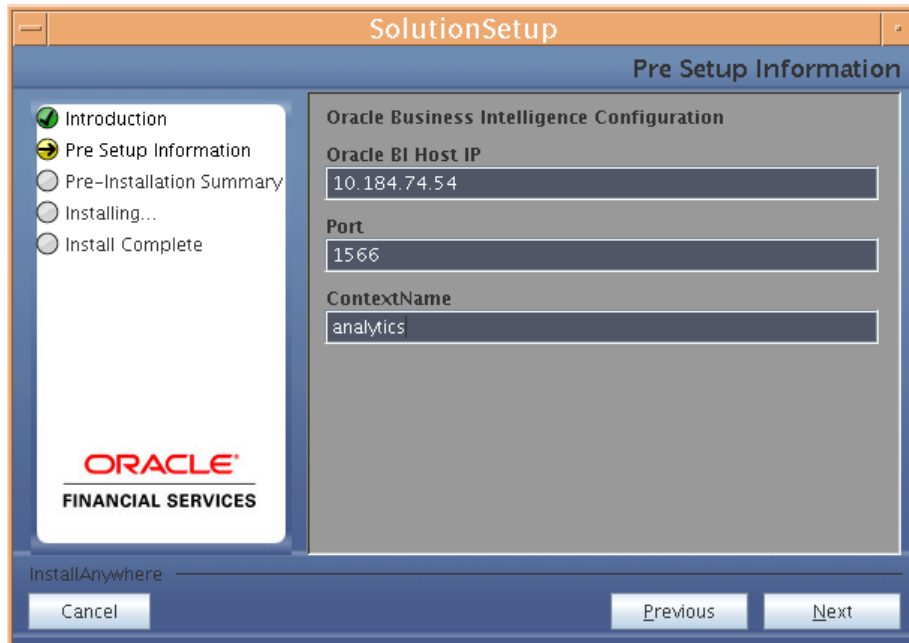 SolutionSetup
Pre Setup Information
Introduction
Pre Setup Information
Pre-Installation Summary
Installing...
Install Complete
ORACLE
FINANCIAL SERVICES
Oracle Business Intelligence Configuration
Oracle BI Host IP
10.184.74.54
Port
1566
ContextName
analytics
InstallAnywhere
Cancel
Previous
Next